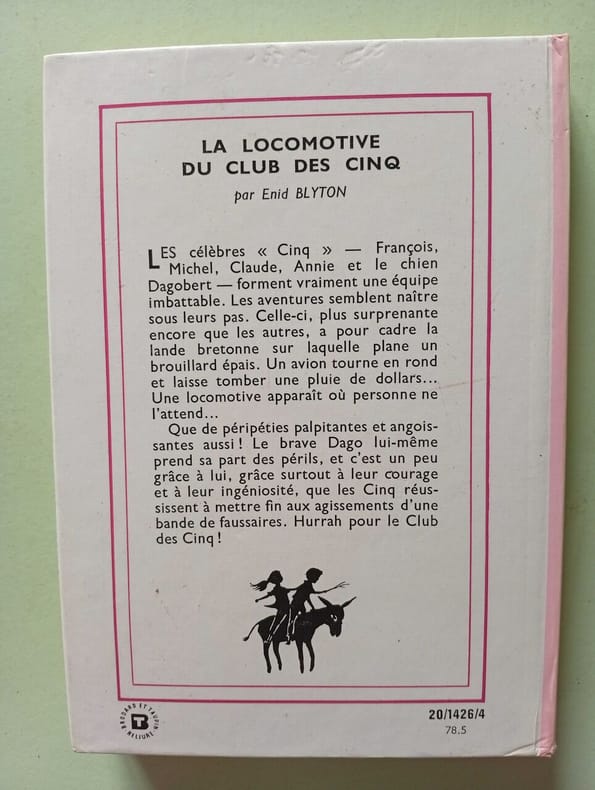 LA LOCOMOTIVE
DU CLUB DES CINQ
par Enid BLYTON
LES célèbres « Cinq » — François,
Michel, Claude, Annie et le chien
Dagobert — forment vraiment une équipe
imbattable. Les aventures semblent naître
sous leurs pas. Celle-ci, plus surprenante
encore que les autres, a pour cadre la
lande bretonne sur laquelle plane un
brouillard épais. Un avion tourne en rond
et laisse tomber une pluie de dollars...
Une locomotive apparaît où personne ne
l'attend...
Que de péripéties palpitantes et angois-
santes aussi ! Le brave Dago lui-même
prend sa part des périls, et c'est un peu
grâce à lui, grâce surtout à leur courage
et à leur ingéniosité, que les Cinq réus-
sissent à mettre fin aux agissements d'une
bande de faussaires. Hurrah pour le Club
des Cinq !
BRODARD ET TAUPIN
RELIURE
20/1426/4
78.5